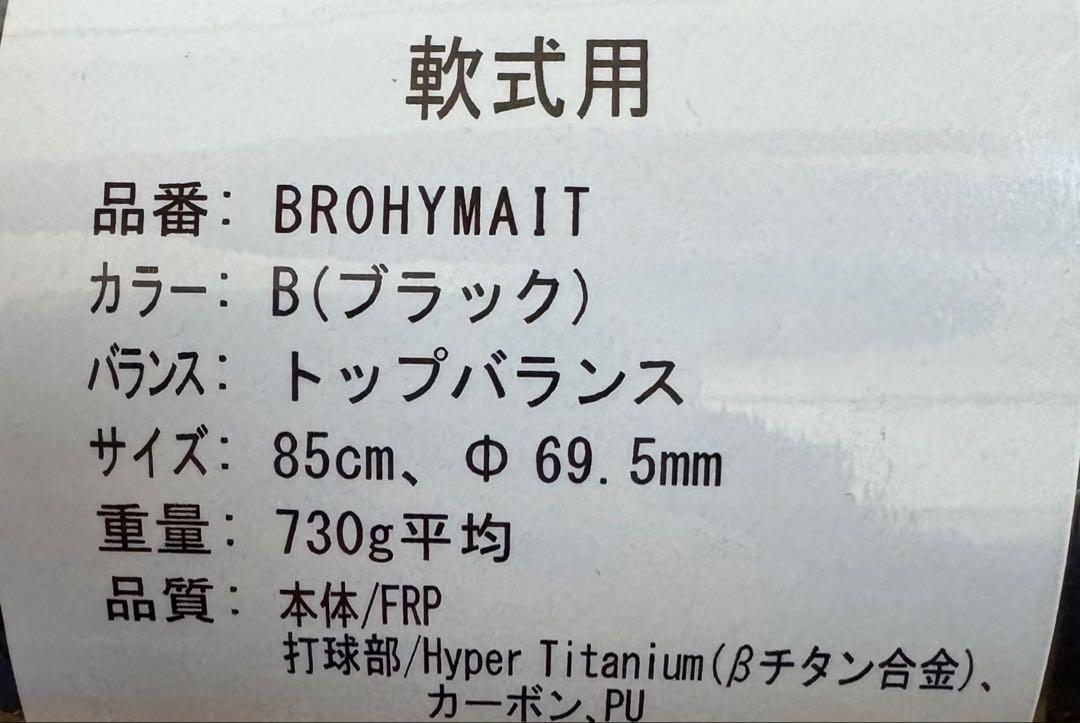 軟式用
品番: BROHYMAIT
カラー: B(ブラック)
バランス: トップバランス
サイズ: 85cm、Φ 69.5mm
重量: 730g平均
品質: 本体/FRP
打球部/Hyper Titanium(βチタン合金)、
カーボン、PU